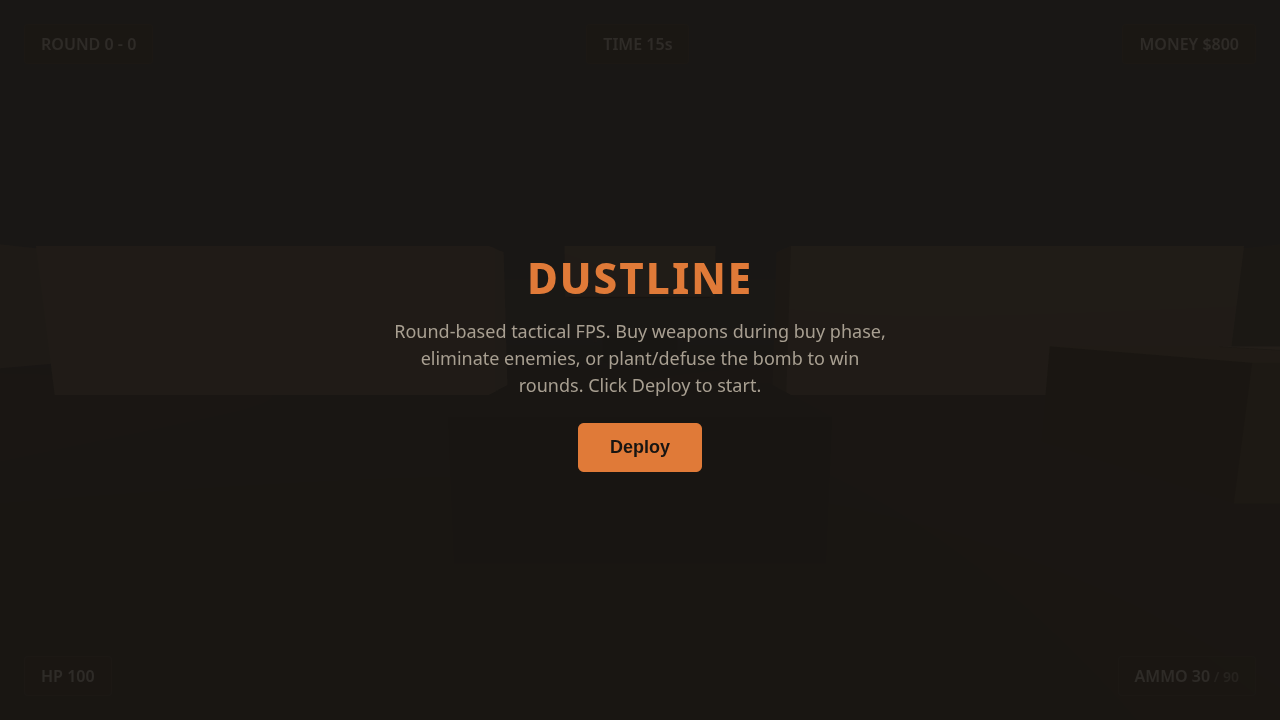 ROUND 0 - 0
TIME 15s
MONEY $800
DUSTLINE
Round-based tactical FPS. Buy weapons during buy phase,
eliminate enemies, or plant/defuse the bomb to win
rounds. Click Deploy to start.
Deploy
HP 100
AMMO 30 / 90